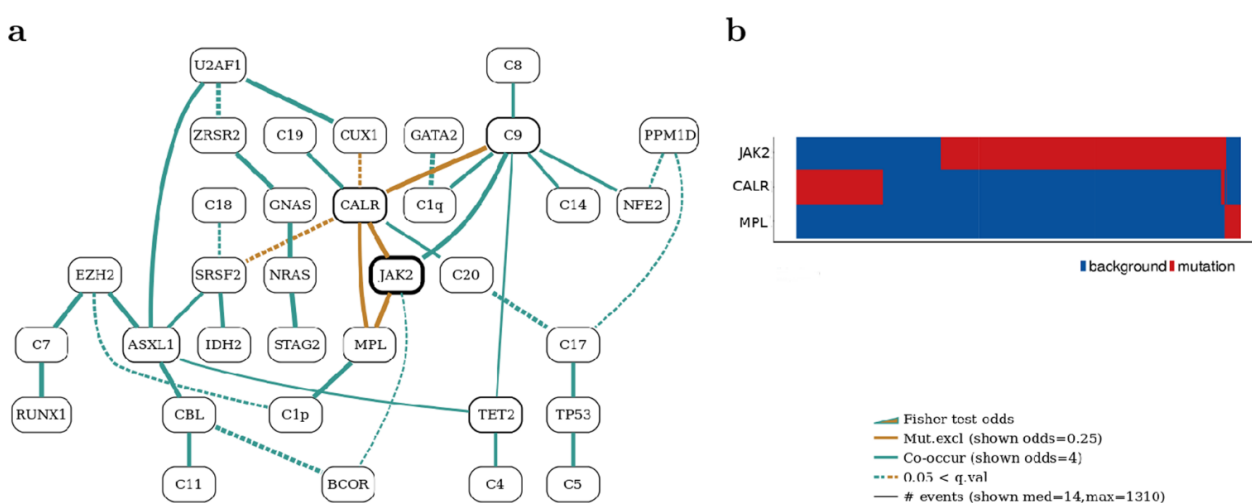 a
b
U2AF1
C8
ZRSR2
C19
CUX1
GATA2
C9
PPM1D
C18
GNAS
CALR
C1q
C14
NFE2
EZH2
SRSF2
NRAS
JAK2
C20
C7
ASXL1
IDH2
STAG2
MPL
C17
RUNX1
CBL
C1p
TET2
TP53
C11
BCOR
C4
C5
JAK2
CALR
MPL
background mutation
Fisher test odds
Mut.excl (shown odds=0.25)
Co-occur (shown odds=4)
0.05 < q.val
# events (shown med=14,max=1310)